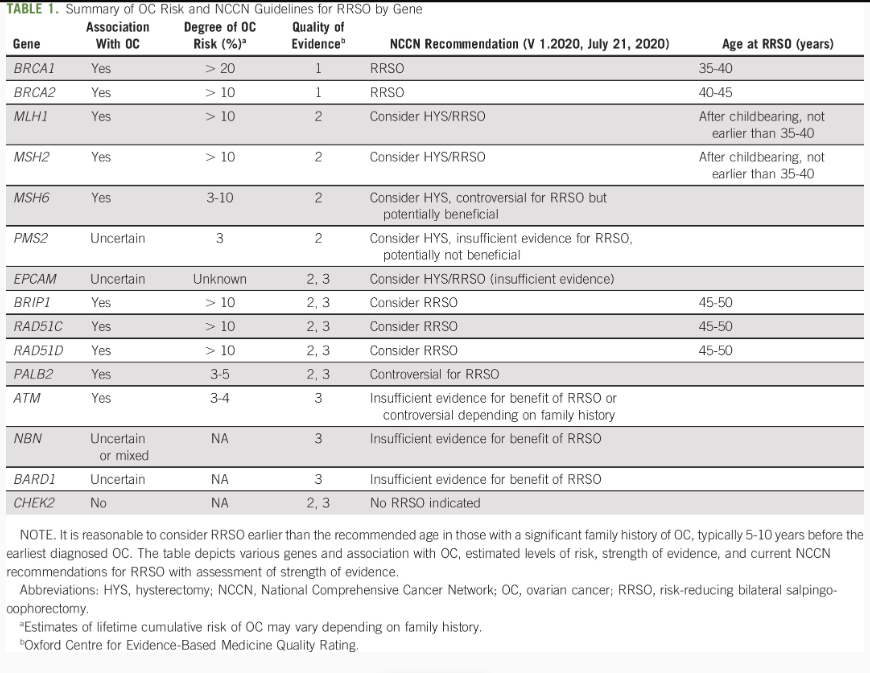 TABLE 1. Summary of OC Risk and NCCN Guidelines for RRSO by Gene
Gene Association With OC Degree of OC Risk (%)a Quality of Evidenceb NCCN Recommendation (V 1.2020, July 21, 2020) Age at RRSO (years)
BRCA1 Yes > 20 1 RRSO 35-40
BRCA2 Yes > 10 1 RRSO 40-45
MLH1 Yes > 10 2 Consider HYS/RRSO After childbearing, not
earlier than 35-40
MSH2 Yes > 10 2 Consider HYS/RRSO After childbearing, not
earlier than 35-40
MSH6 Yes 3-10 2 Consider HYS, controversial for RRSO but
potentially beneficial
PMS2 Uncertain 3 2 Consider HYS, insufficient evidence for RRSO,
potentially not beneficial
EPCAM Uncertain Unknown 2, 3 Consider HYS/RRSO (insufficient evidence)
BRIP1 Yes > 10 2, 3 Consider RRSO 45-50
RAD51C Yes > 10 2, 3 Consider RRSO 45-50
RAD51D Yes > 10 2, 3 Consider RRSO 45-50
PALB2 Yes 3-5 2, 3 Controversial for RRSO
ATM Yes 3-4 3 Insufficient evidence for benefit of RRSO or
controversial depending on family history
NBN Uncertain or mixed NA 3 Insufficient evidence for benefit of RRSO
BARD1 Uncertain NA 3 Insufficient evidence for benefit of RRSO
CHEK2 No NA 2, 3 No RRSO indicated
NOTE. It is reasonable to consider RRSO earlier than the recommended age in those with a significant family history of OC, typically 5-10 years before the
earliest diagnosed OC. The table depicts various genes and association with OC, estimated levels of risk, strength of evidence, and current NCCN
recommendations for RRSO with assessment of strength of evidence.
Abbreviations: HYS, hysterectomy; NCCN, National Comprehensive Cancer Network; OC, ovarian cancer; RRSO, risk-reducing bilateral salpingo-
oophorectomy.
aEstimates of lifetime cumulative risk of OC may vary depending on family history.
bOxford Centre for Evidence-Based Medicine Quality Rating.